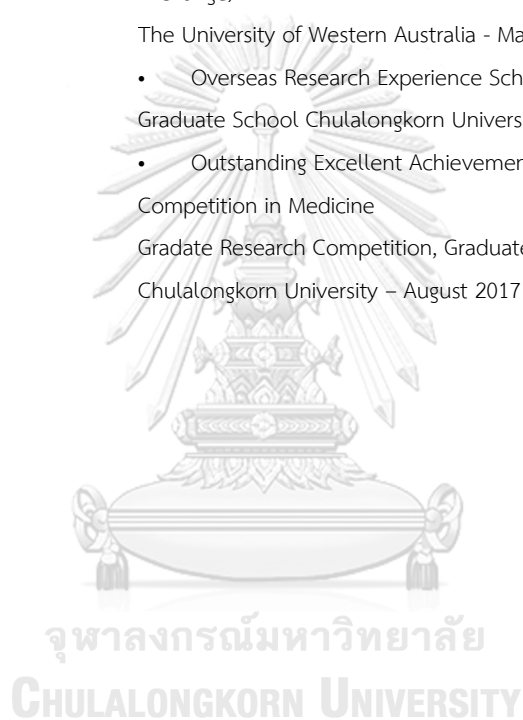 The University of Western Australia - Ma
• Overseas Research Experience Sch
Graduate School Chulalongkorn Univers
• Outstanding Excellent Achievemen
Competition in Medicine
Gradate Research Competition, Graduate
Chulalongkorn University – August 2017
จุฬาลงกรณ์มหาวิทยาลัย
CHULALONGKORN UNIVERSITY